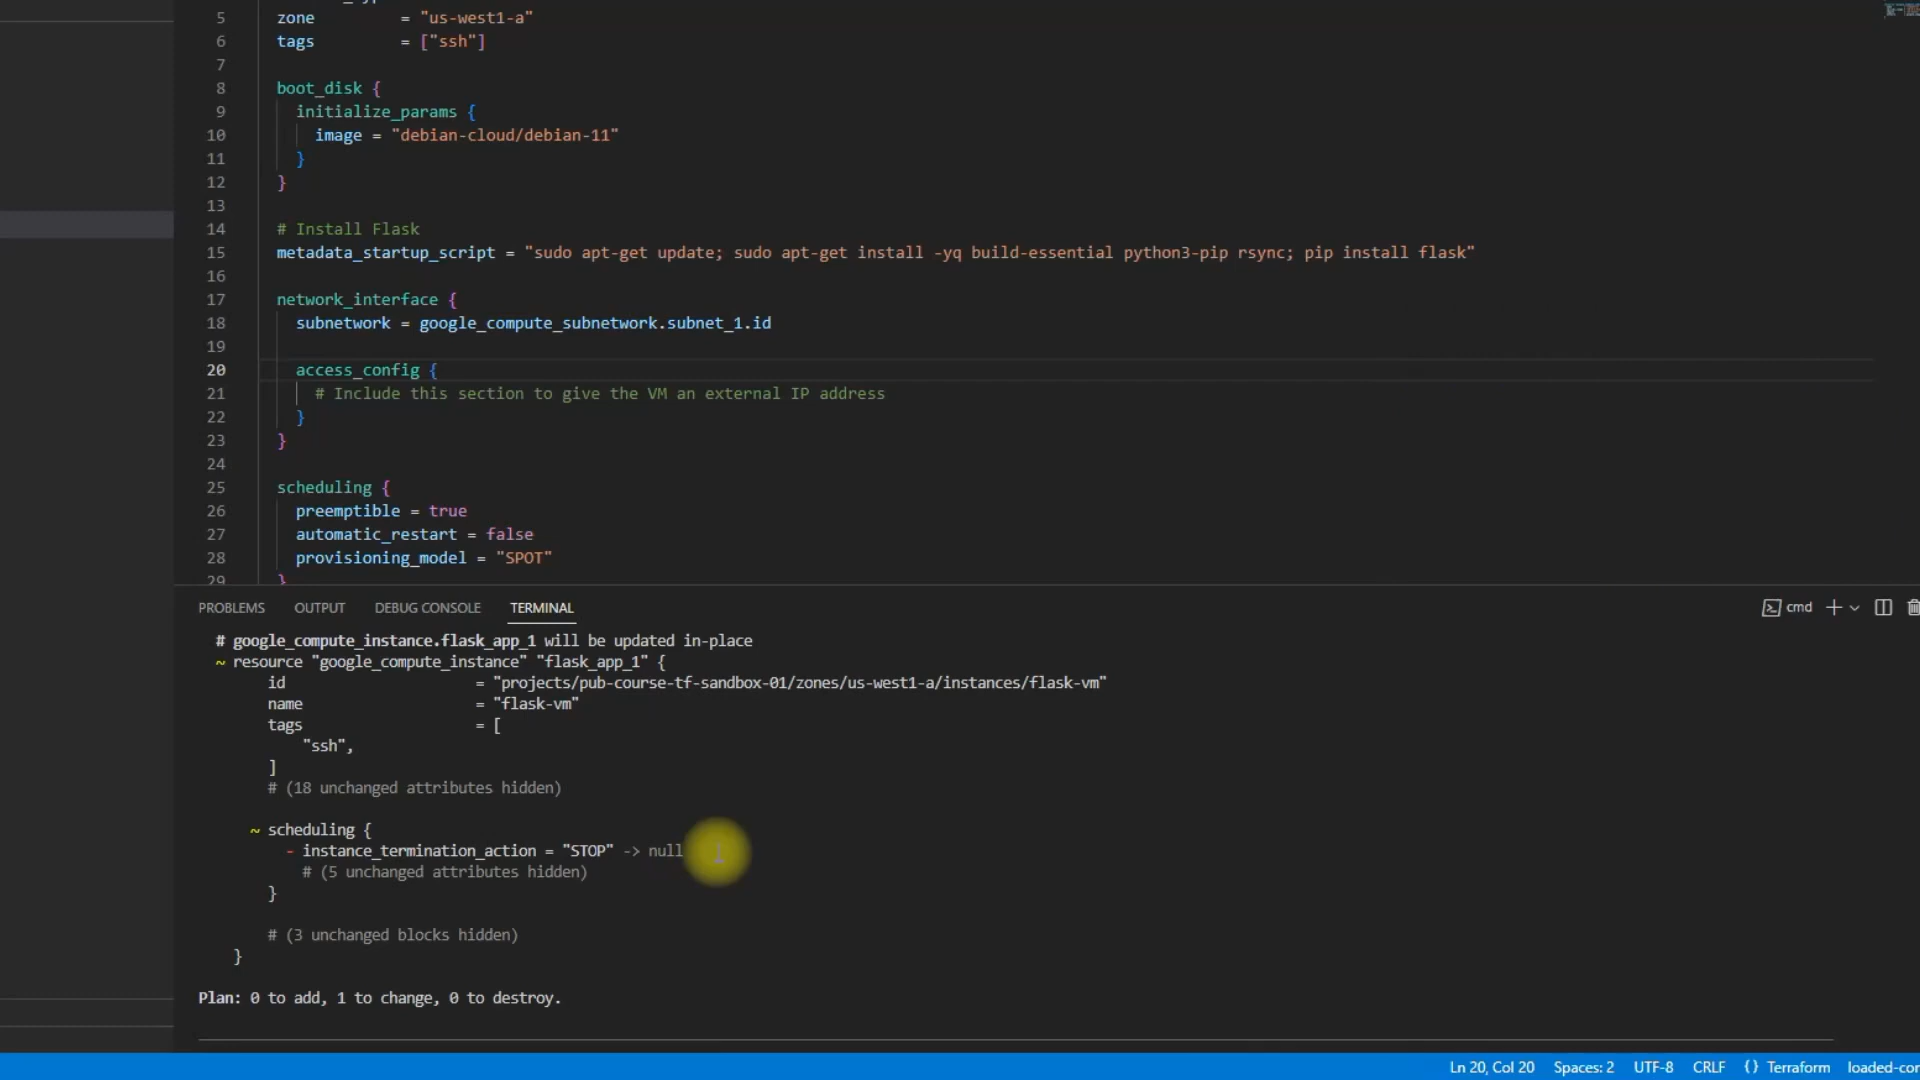 5 zone = "us-west1-a"
6 tags = ["ssh"]
7
8 boot_disk {
9 initialize_params {
10 image = "debian-cloud/debian-11"
11 }
12 }
13
14 # Install Flask
15 metadata_startup_script = "sudo apt-get update; sudo apt-get install -yq build-essential python3-pip rsync; pip install flask"
16
17 network_interface {
18 subnetwork = google_compute_subnetwork.subnet_1.id
19
20 access_config {
21 # Include this section to give the VM an external IP address
22 }
23 }
24
25 scheduling {
26 preemptible = true
27 automatic_restart = false
28 provisioning_model = "SPOT"
29 }
PROBLEMS OUTPUT DEBUG CONSOLE TERMINAL cmd
# google_compute_instance.flask_app_1 will be updated in-place
~ resource "google_compute_instance" "flask_app_1" {
id = "projects/pub-course-tf-sandbox-01/zones/us-west1-a/instances/flask-vm"
name = "flask-vm"
tags = [
"ssh",
]
# (18 unchanged attributes hidden)
~ scheduling {
- instance_termination_action = "STOP" -> null
# (5 unchanged attributes hidden)
}
# (3 unchanged blocks hidden)
}
Plan: 0 to add, 1 to change, 0 to destroy.
Ln 20, Col 20 Spaces: 2 UTF-8 CRLF {} Terraform